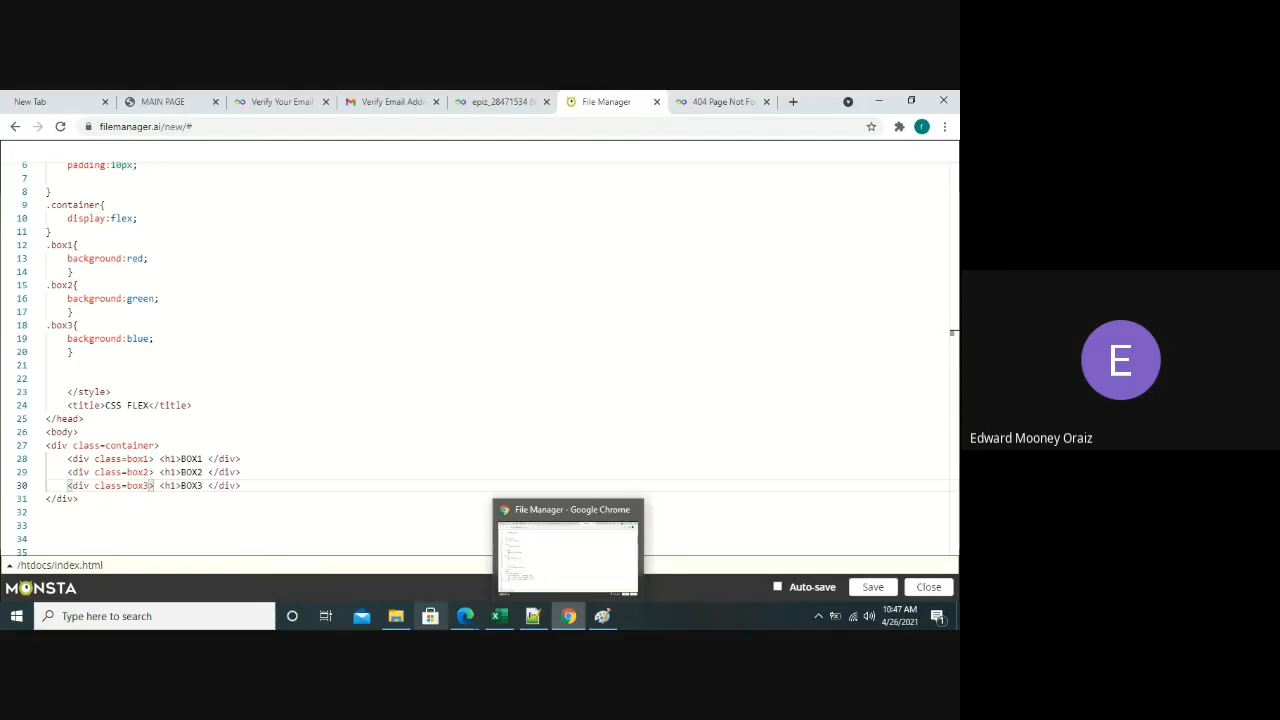 New Tab
MAIN PAGE
Verify Your Email
Verify Email Addr
epiz_28471534 (W
File Manager
404 Page Not Fo
filemanager.ai/new/#
r
6 padding:10px;
7
8 }
9 .container{
10 display:flex;
11 }
12 .box1{
13 background:red;
14 }
15 .box2{
16 background:green;
17 }
18 .box3{
19 background:blue;
20 }
21
22
23 </style>
24 <title>CSS FLEX</title>
25 </head>
26 <body>
27 <div class=container>
28 <div class=box1> <h1>BOX1 </div>
29 <div class=box2> <h1>BOX2 </div>
30 <div class=box3> <h1>BOX3 </div>
31 </div>
32
33
34
35
File Manager - Google Chrome
/htdocs/index.html
MONSTA
Auto-save
Save
Close
Type here to search
10:47 AM
4/26/2021
1
E
Edward Mooney Oraiz